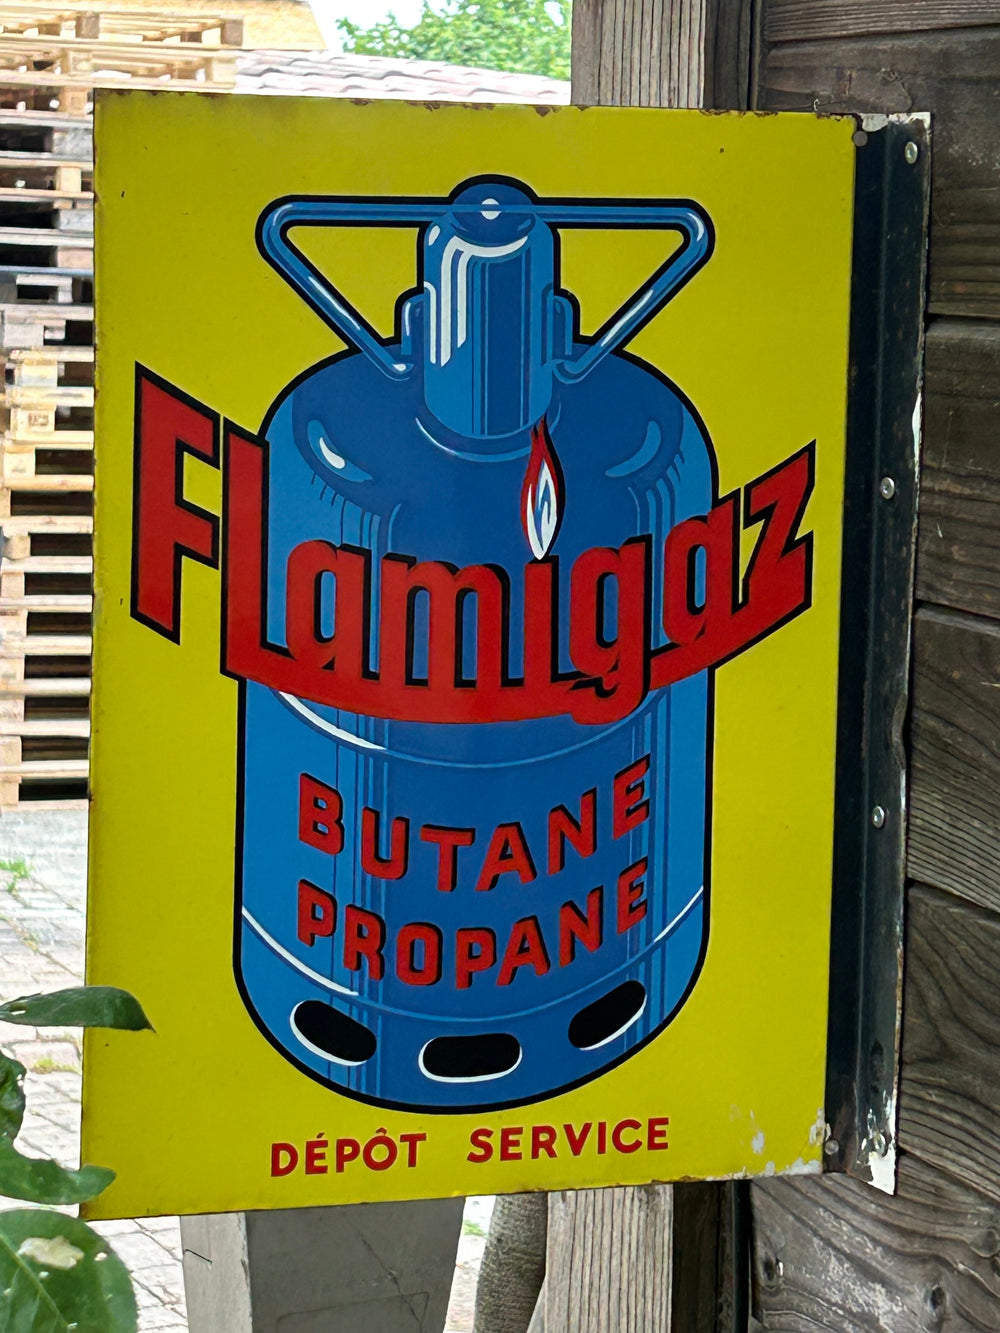 Flamigaz
BUTANE
PROPANE
DÉPÔT SERVICE